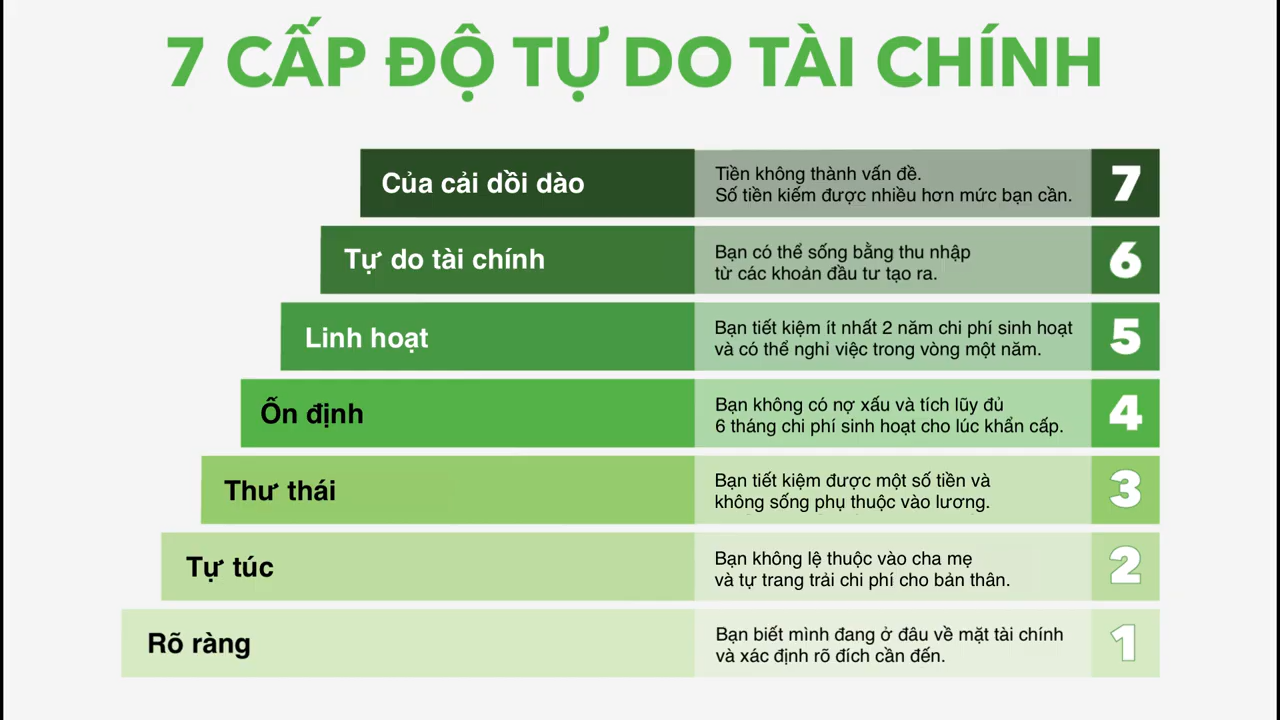 7 CẤP ĐỘ TỰ DO TÀI CHÍNH
Của cải dồi dào
Tiền không thành vấn đề.
Số tiền kiếm được nhiều hơn mức bạn cần.
7
Tự do tài chính
Bạn có thể sống bằng thu nhập
từ các khoản đầu tư tạo ra.
6
Linh hoạt
Bạn tiết kiệm ít nhất 2 năm chi phí sinh hoạt
và có thể nghỉ việc trong vòng một năm.
5
Ổn định
Bạn không có nợ xấu và tích lũy đủ
6 tháng chi phí sinh hoạt cho lúc khẩn cấp.
4
Thư thái
Bạn tiết kiệm được một số tiền và
không sống phụ thuộc vào lương.
3
Tự túc
Bạn không lệ thuộc vào cha mẹ
và tự trang trải chi phí cho bản thân.
2
Rõ ràng
Bạn biết mình đang ở đâu về mặt tài chính
và xác định rõ đích cần đến.
1